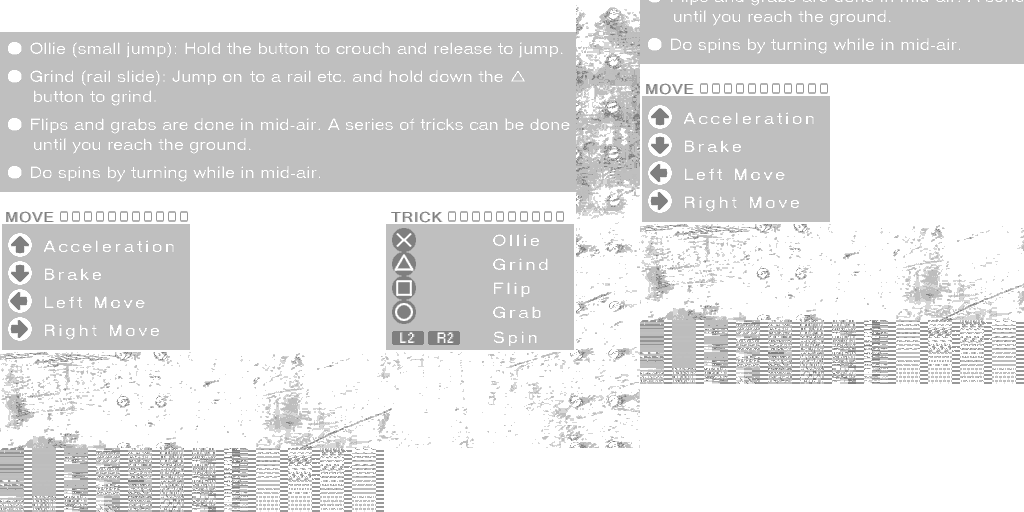 ● Ollie (small jump): Hold the button to crouch and release to jump.
● Grind (rail slide): Jump on to a rail etc. and hold down the △
button to grind.
● Flips and grabs are done in mid-air. A series of tricks can be done
until you reach the ground.
● Do spins by turning while in mid-air.
MOVE
Acceleration
Brake
Left Move
Right Move
TRICK
Ollie
Grind
Flip
Grab
L2 R2 Spin
Flips and grabs are done in mid-air. A
until you reach the ground.
● Do spins by turning while in mid-air.
MOVE
Acceleration
Brake
Left Move
Right Move